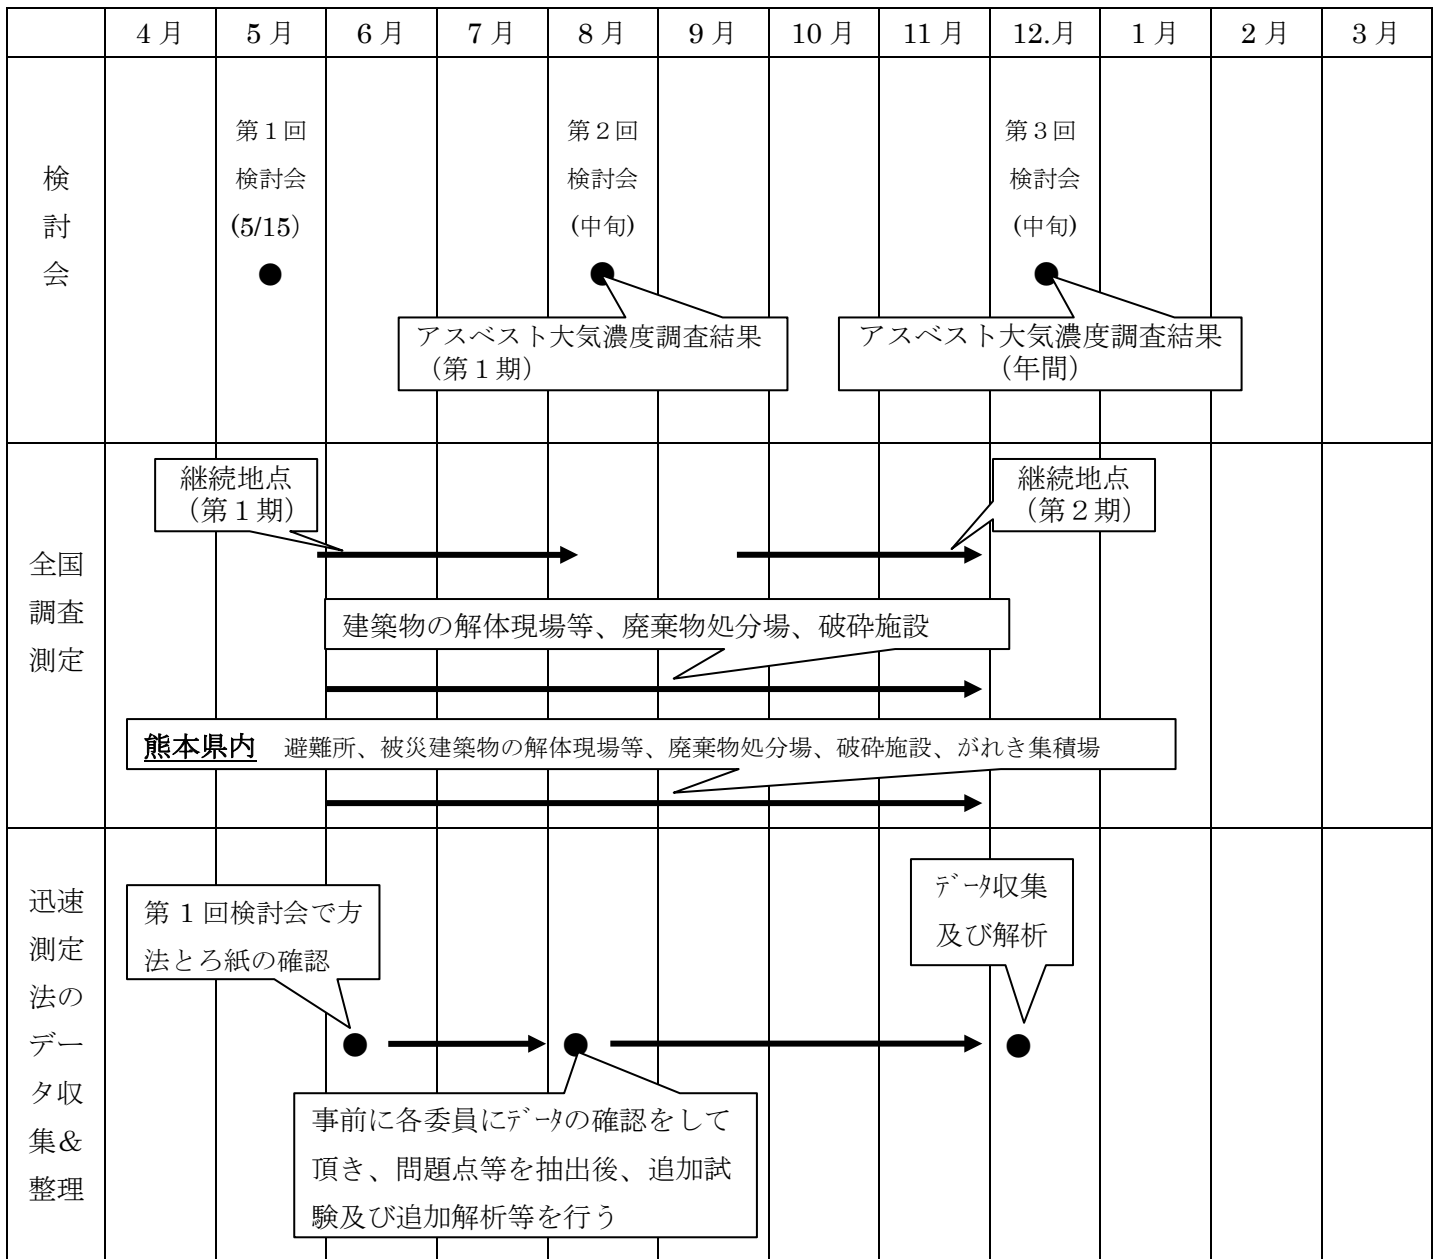 4月 5月 6月 7月 8月 9月 10月 11月 12.月 1月 2月 3月
検
討
会
第1回
検討会
(5/15)
第2回
検討会
(中旬)
第3回
検討会
(中旬)
アスベスト大気濃度調査結果
（第1期）
アスベスト大気濃度調査結果
（年間）
全国
調査
測定
継続地点
（第1期）
継続地点
（第2期）
建築物の解体現場等、廃棄物処分場、破砕施設
熊本県内　避難所、被災建築物の解体現場等、廃棄物処分場、破砕施設、がれき集積場
迅速
測定
法の
デー
タ収
集&
整理
第1回検討会で方
法とろ紙の確認
ﾃﾞｰﾀ収集
及び解析
事前に各委員にﾃﾞｰﾀの確認をして
頂き、問題点等を抽出後、追加試
験及び追加解析等を行う